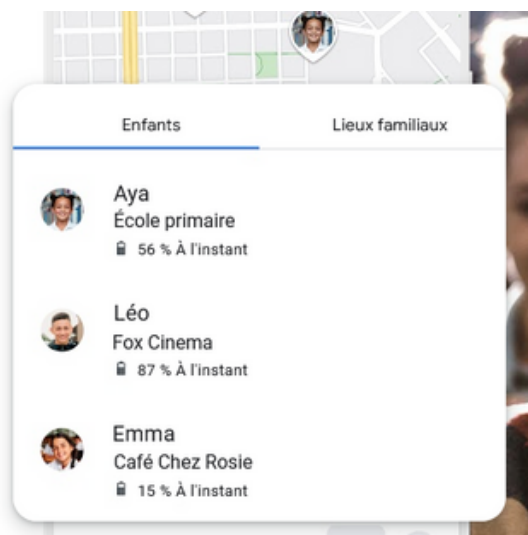 Enfants
Lieux familiaux
Aya
École primaire
56 % À l'instant
Léo
Fox Cinema
87 % À l'instant
Emma
Café Chez Rosie
15 % À l'instant